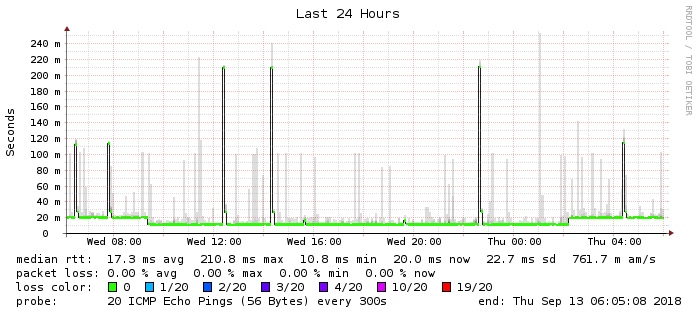 Last 24 Hours
RRDTOOL / TOBI OETIKER
Seconds
240 m
220 m
200 m
180 m
160 m
140 m
120 m
100 m
80 m
60 m
40 m
20 m
0
Wed 08:00 Wed 12:00 Wed 16:00 Wed 20:00 Thu 00:00 Thu 04:00
median rtt: 17.3 ms avg 210.8 ms max 10.8 ms min 20.0 ms now 22.7 ms sd 761.7 m am/s
packet loss: 0.00 % avg 0.00 % max 0.00 % min 0.00 % now
loss color: 0 1/20 2/20 3/20 4/20 10/20 19/20
probe: 20 ICMP Echo Pings (56 Bytes) every 300s end: Thu Sep 13 06:05:08 2018